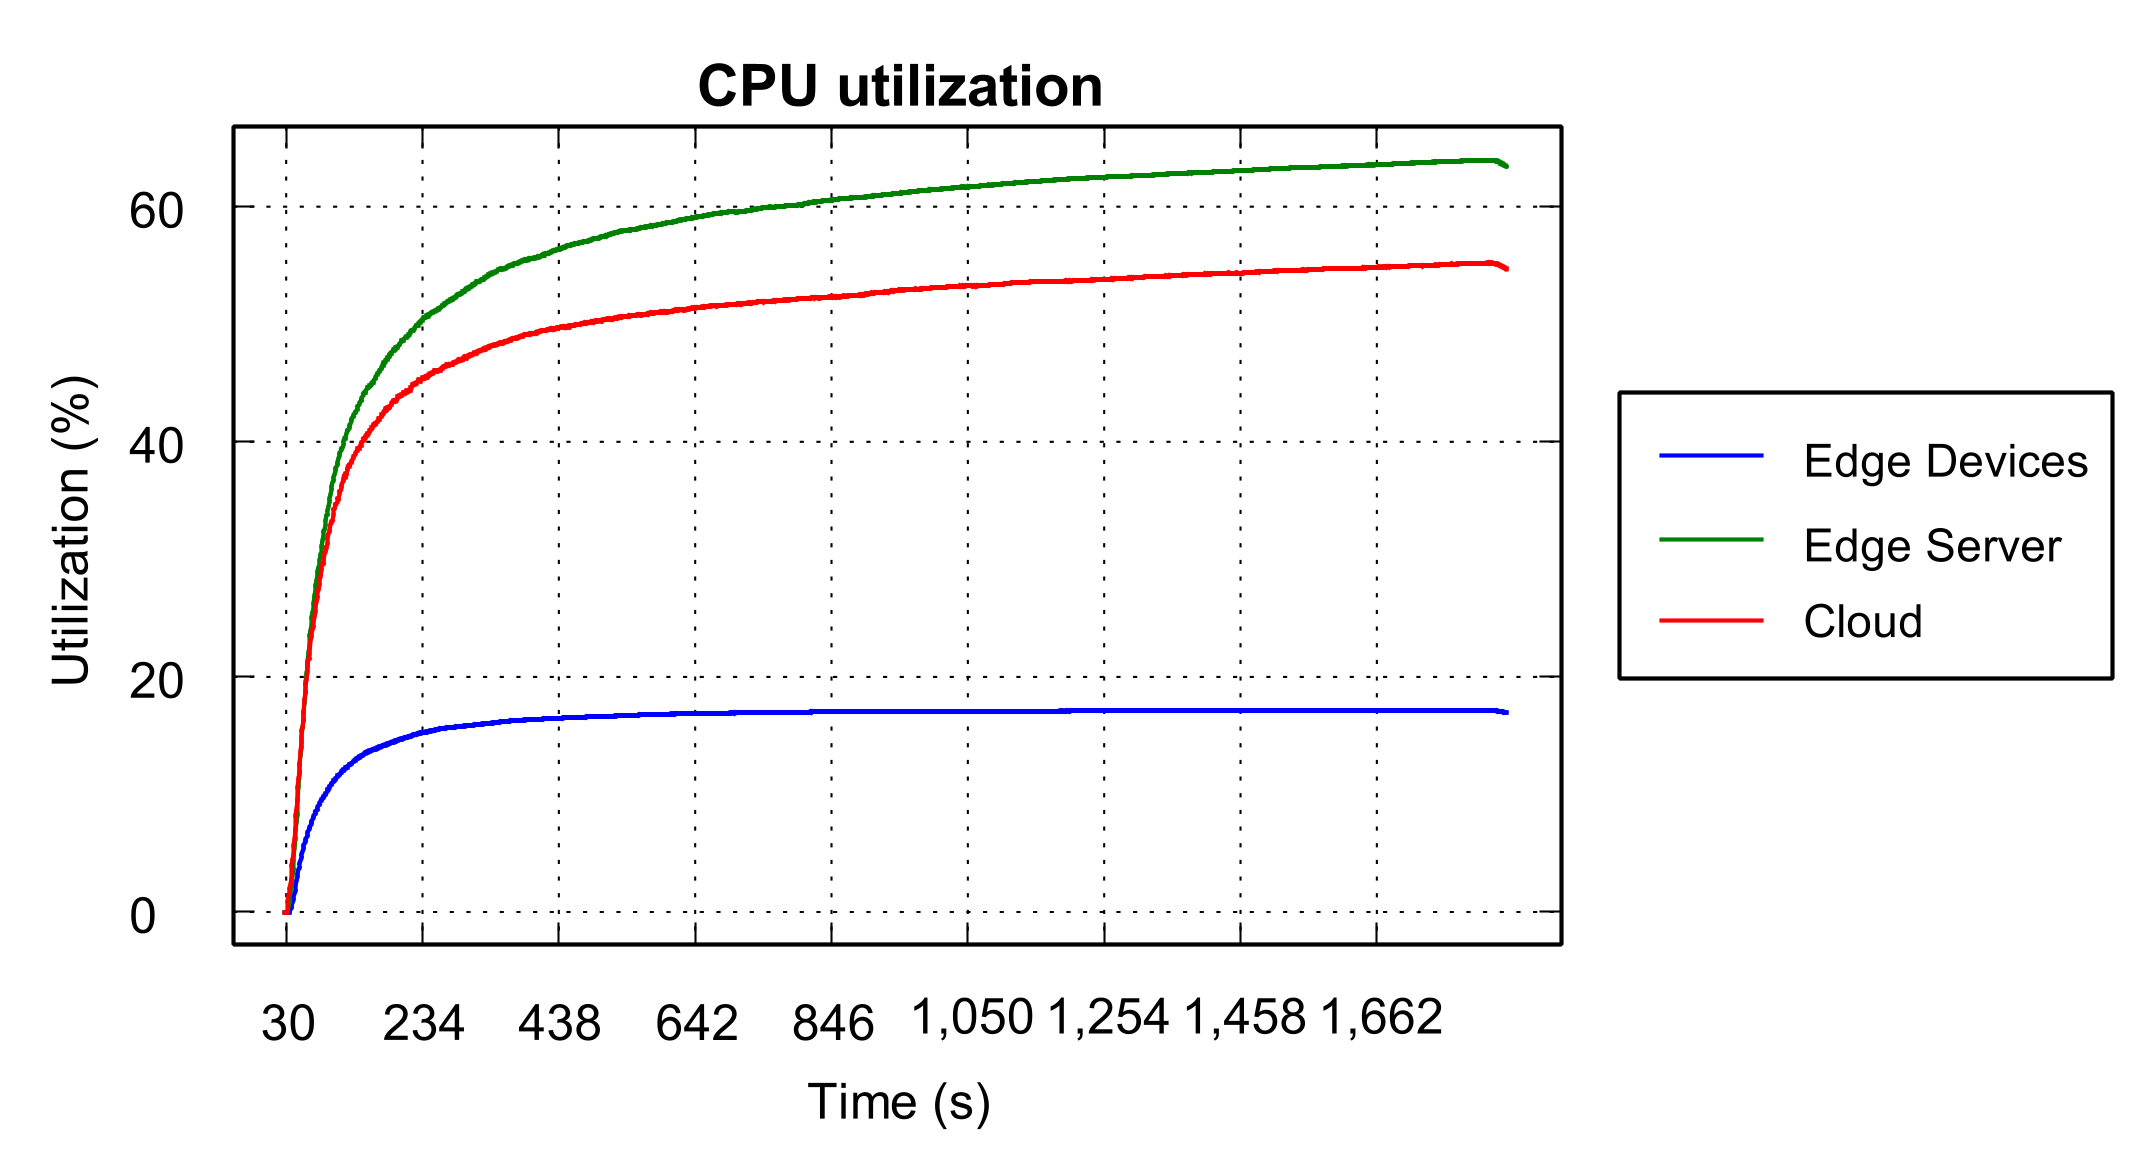 CPU utilization
Utilization (%)
60
40
20
0
30 234 438 642 846 1,050 1,254 1,458 1,662
Time (s)
Edge Devices
Edge Server
Cloud